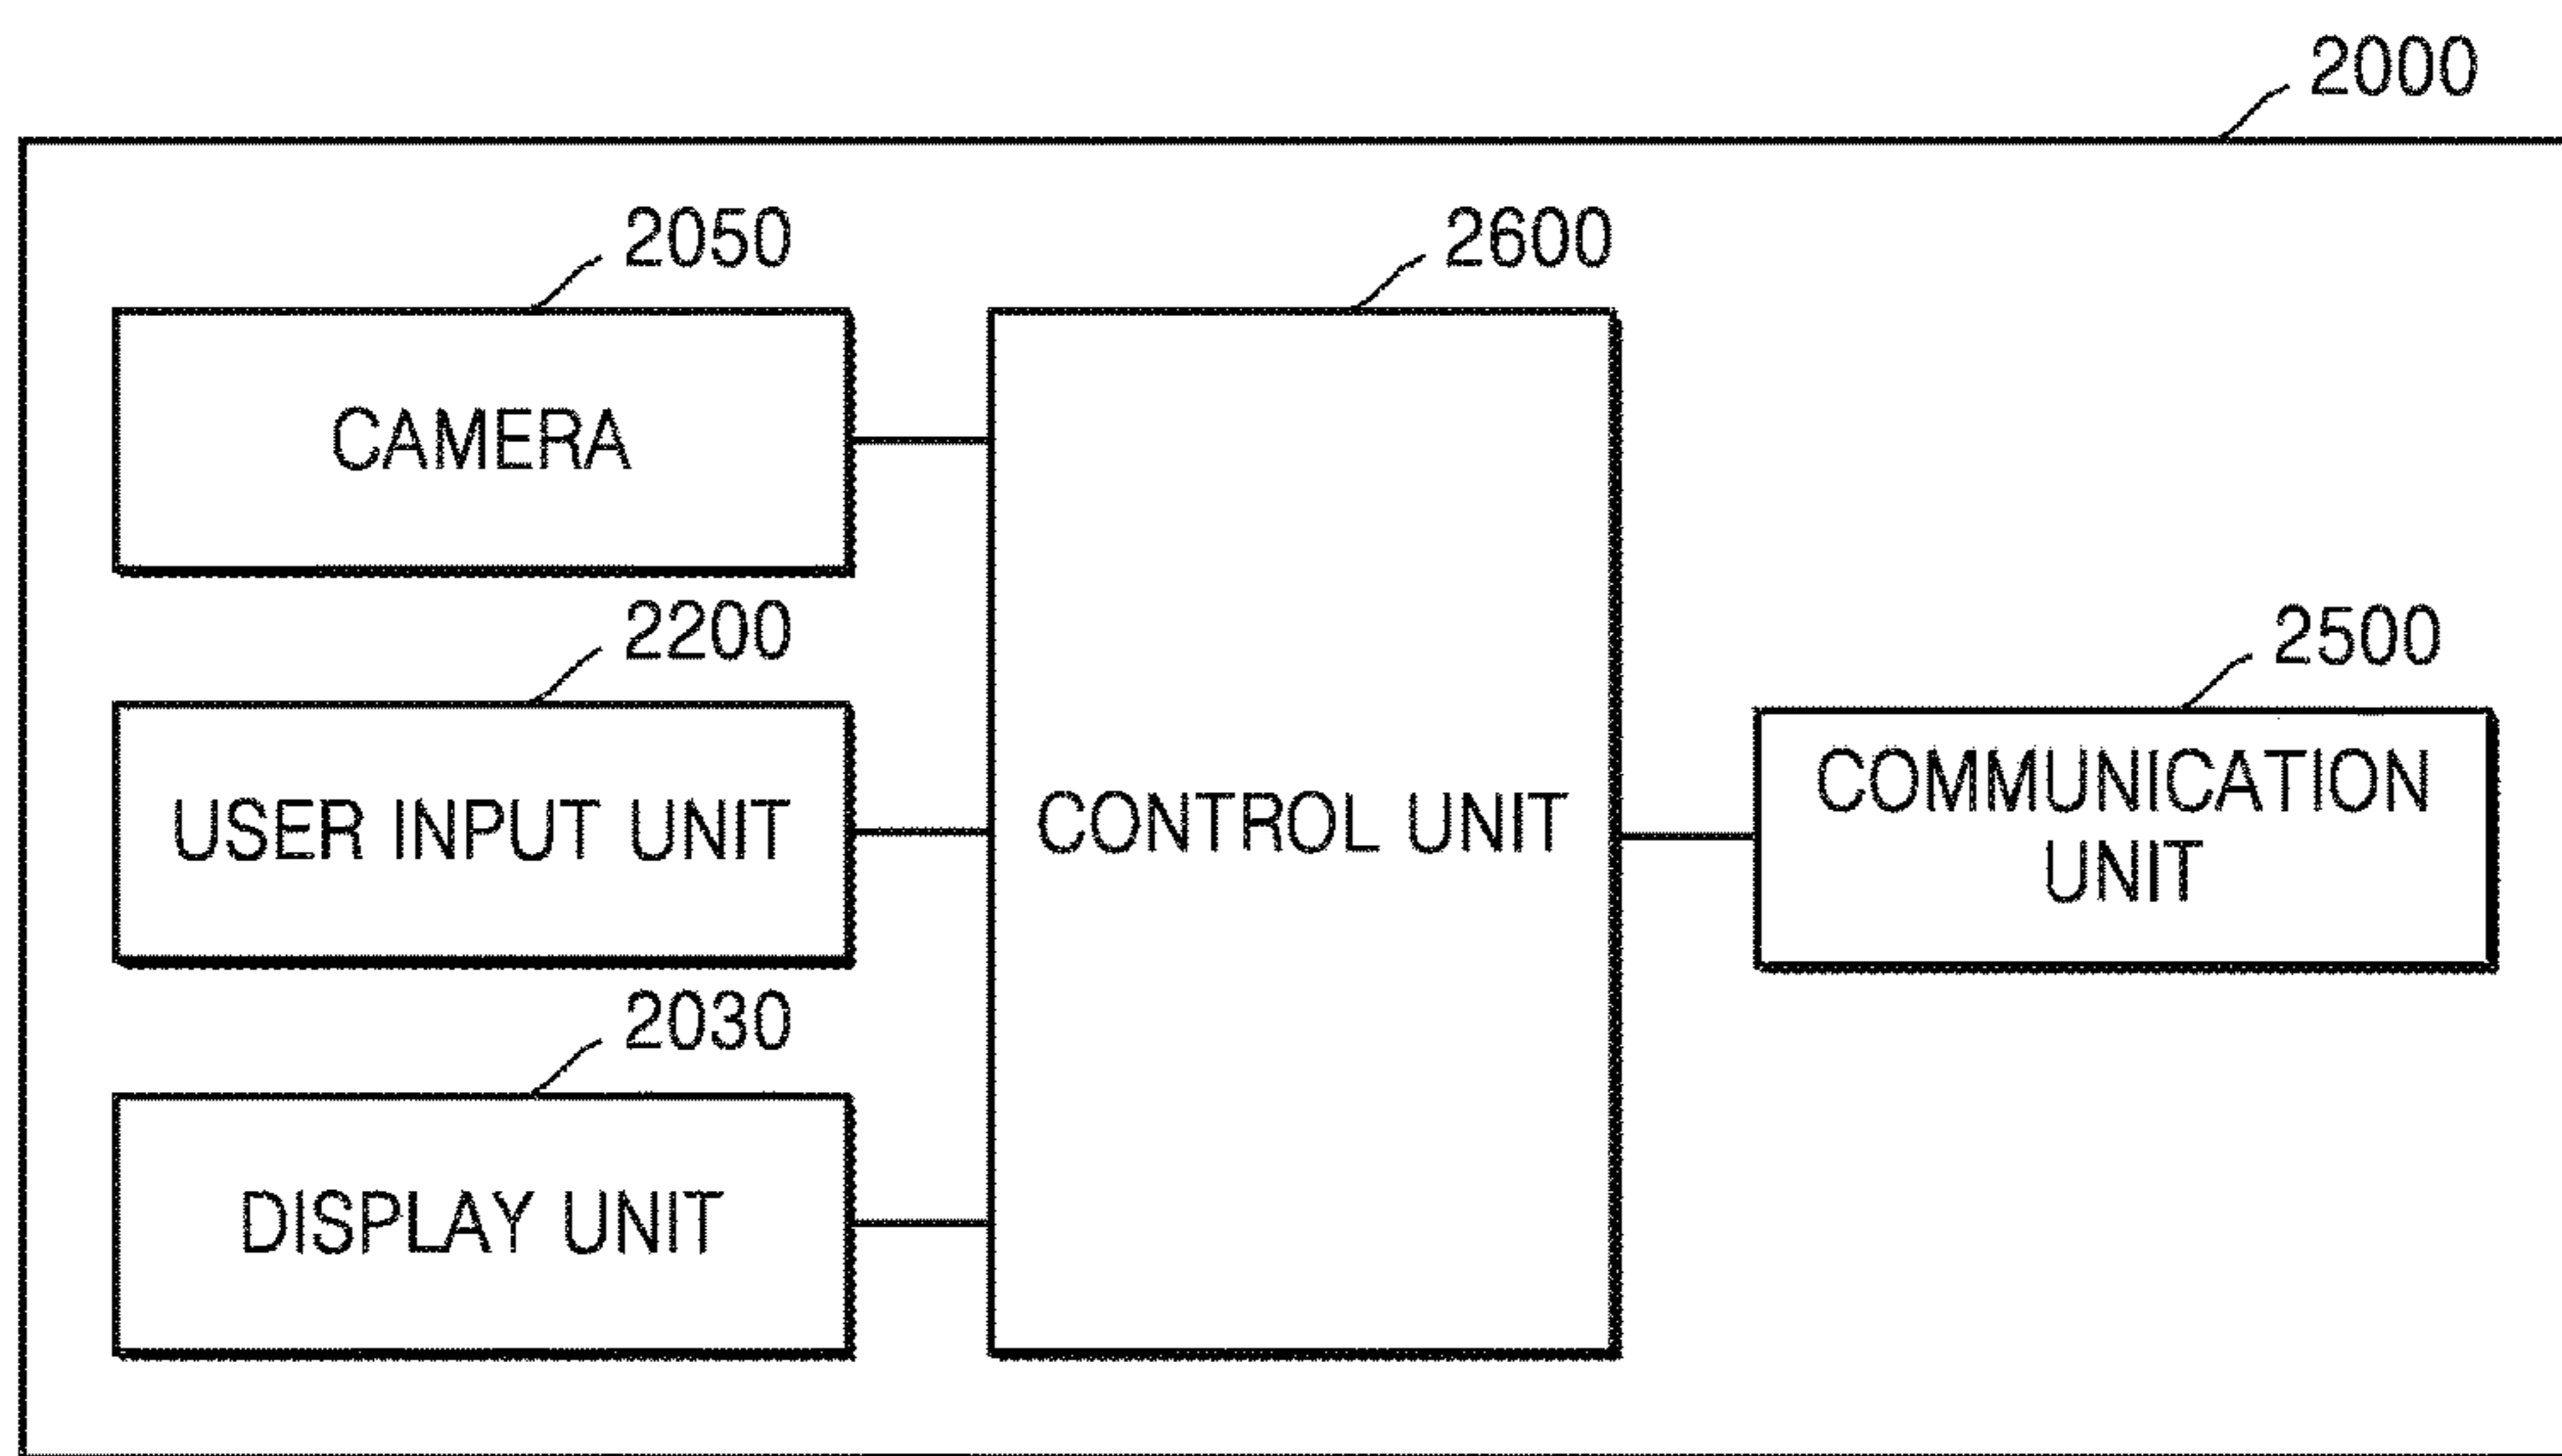 2000
2050
2600
CAMERA
2200
2500
USER INPUT UNIT
CONTROL UNIT
COMMUNICATION
UNIT
2030
DISPLAY UNIT